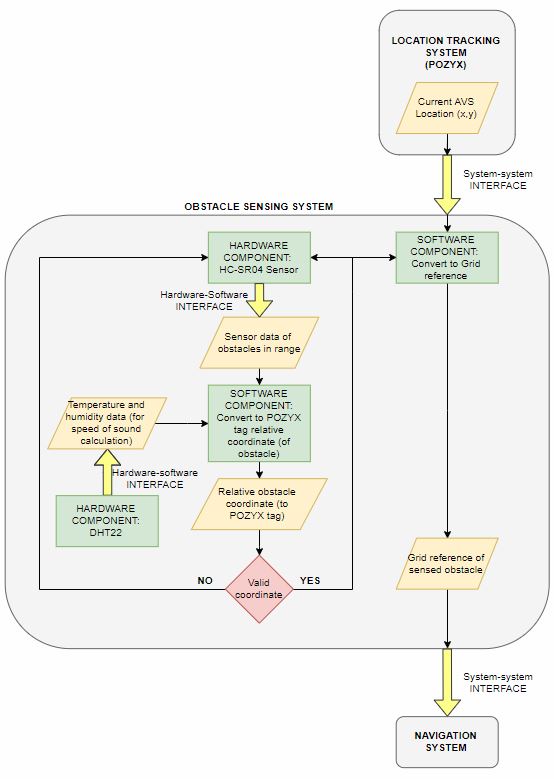 LOCATION TRACKING
SYSTEM
(POZYX)
Current AVS
Location (x,y)
System-system
INTERFACE
OBSTACLE SENSING SYSTEM
HARDWARE
COMPONENT:
HC-SR04 Sensor
SOFTWARE
COMPONENT:
Convert to Grid
reference
Hardware-Software
INTERFACE
Sensor data of
obstacles in range
SOFTWARE
COMPONENT:
Convert to POZYX
tag relative
coordinate (of
obstacle)
Temperature and
humidity data (for
speed of sound
calculation)
Hardware-software
INTERFACE
HARDWARE
COMPONENT:
DHT22
Relative obstacle
coordinate (to
POZYX tag)
Grid reference of
sensed obstacle
NO
Valid
coordinate
YES
System-system
INTERFACE
NAVIGATION
SYSTEM